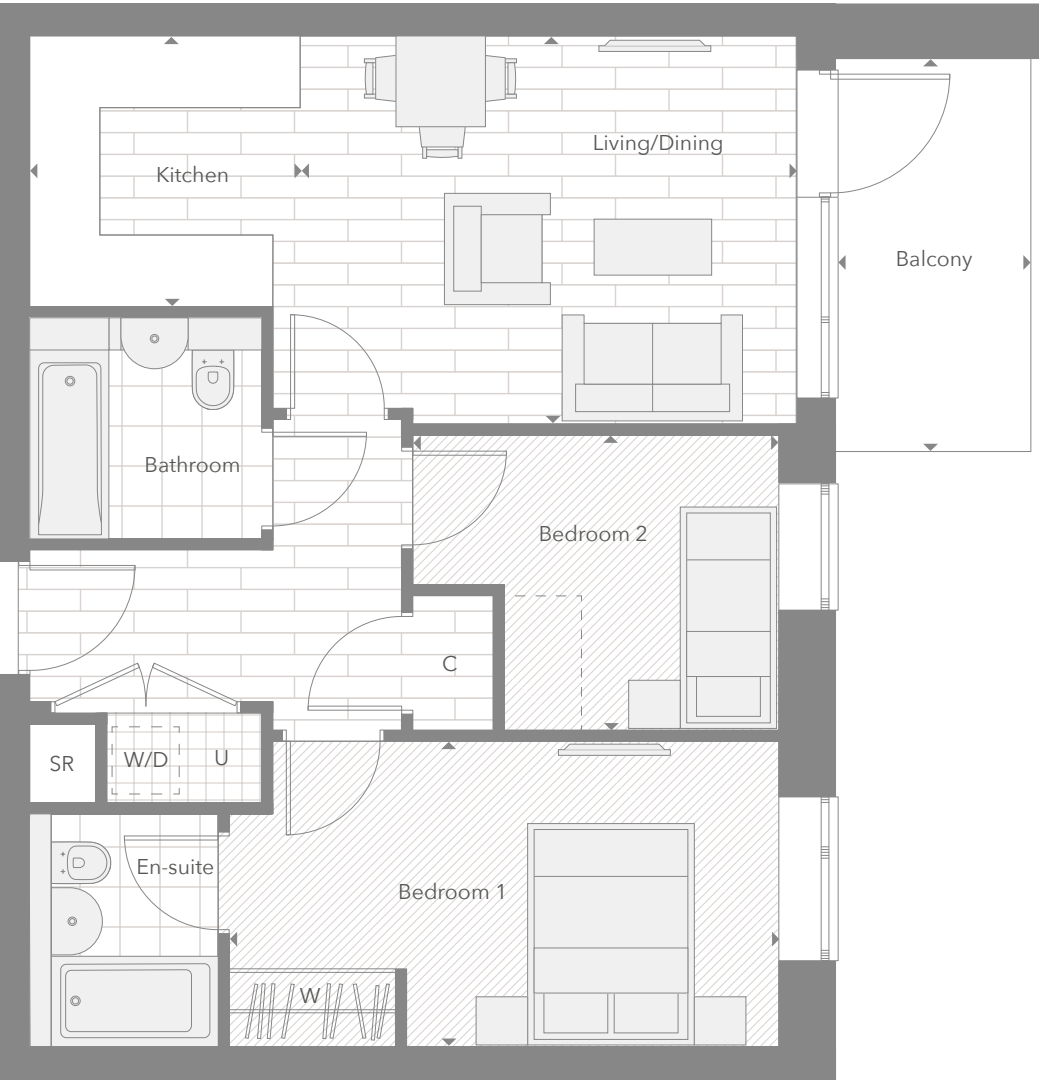 Living/Dining
Kitchen
Balcony
Bathroom
Bedroom 2
C
SR
W/D
U
En-suite
Bedroom 1
W